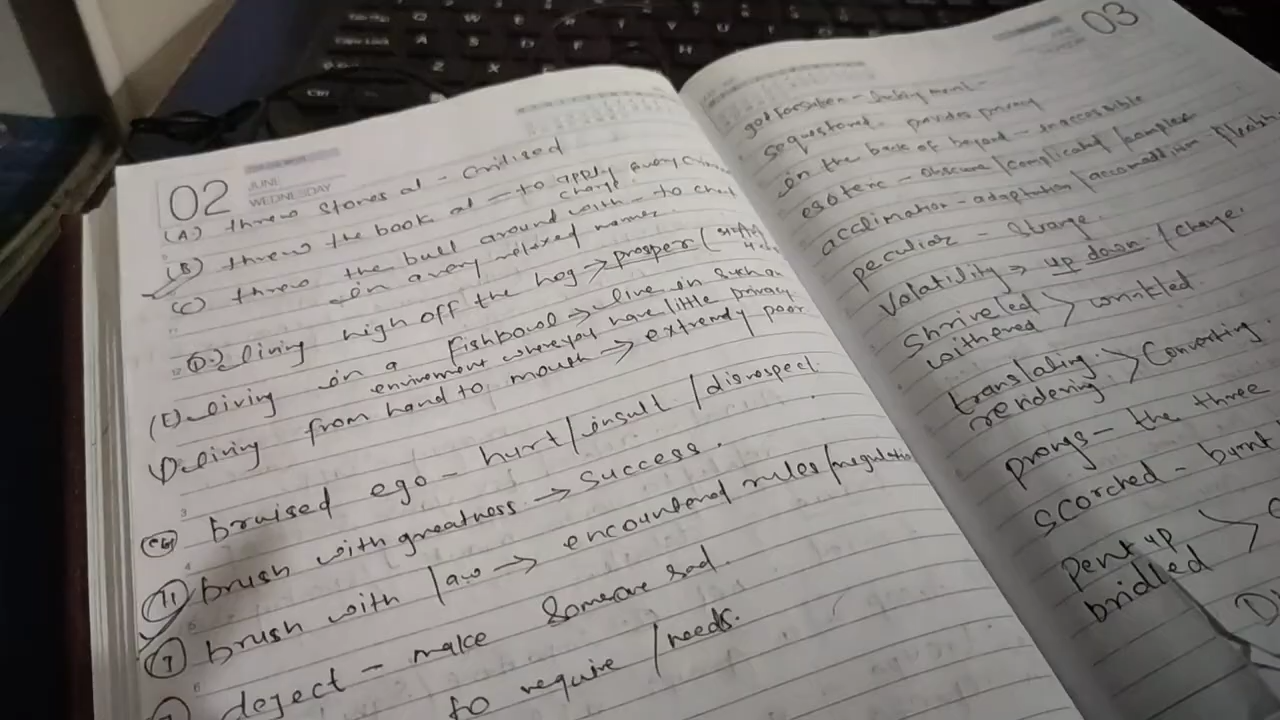 02
JUNE
WEDNESDAY
(A) threw stones at - critised
(B) threw the book at - to apply every
charge
(C) threw the bull around with - to chat
in a very relaxed manner.
(D) living high off the hog → prosper (
(E) living in a fishbowl → live in such an
enviroment where you have little privacy
living from hand to mouth → extremely poor
bruised ego - hurt/insult/disrespect.
(H) brush with greatness → success.
(I) brush with law → encountered rules/regulation
deject - make someone sad.
to require/needs.
03
sequestered - provides privacy
in the back of beyond - inaccessible
esoteric - obscure/complicated/complex
acclimation - adaptation/
peculiar - strange.
Volatility → up down/change.
shriveled
withered > wrinkled.
translating
rendering > Converting.
prongs - the three
scorched - burnt
pent up
bridled >